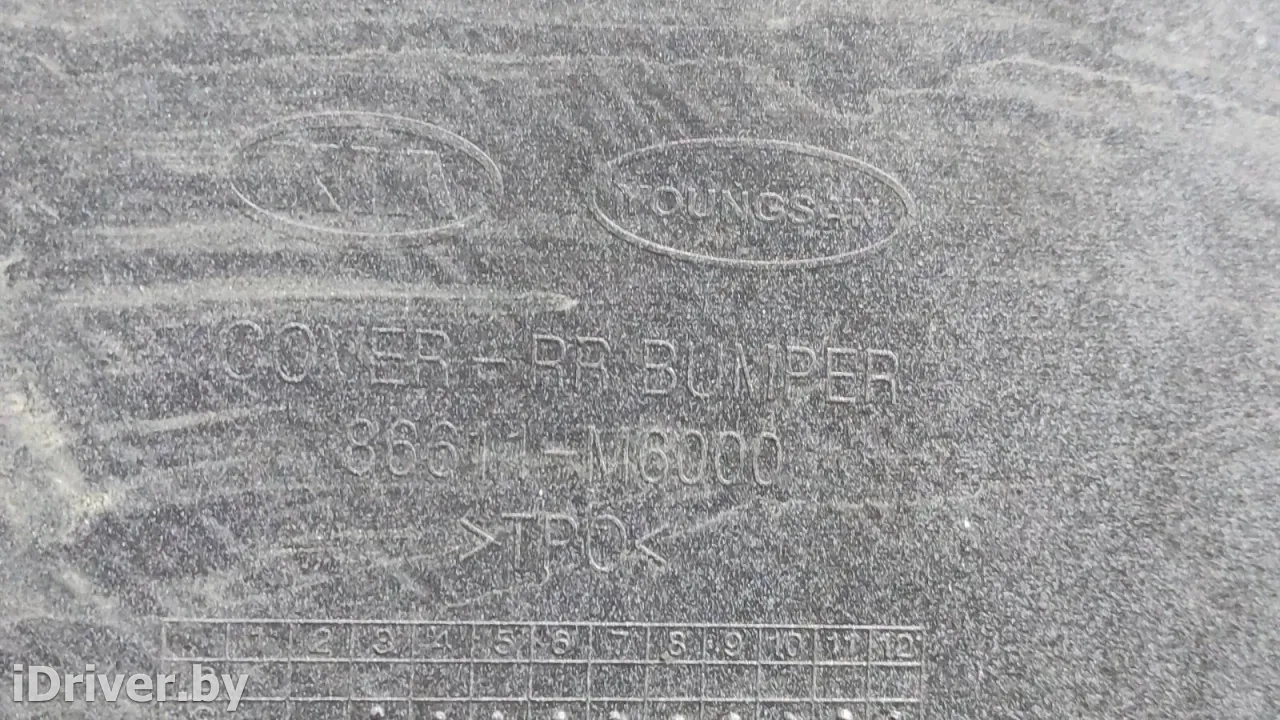 KIA YOUNGSAN
COVER-RR BUMPER
86611-M6000
>TPO<
1 2 3 4 5 6 7 8 9 10 11 12
iDriver.by